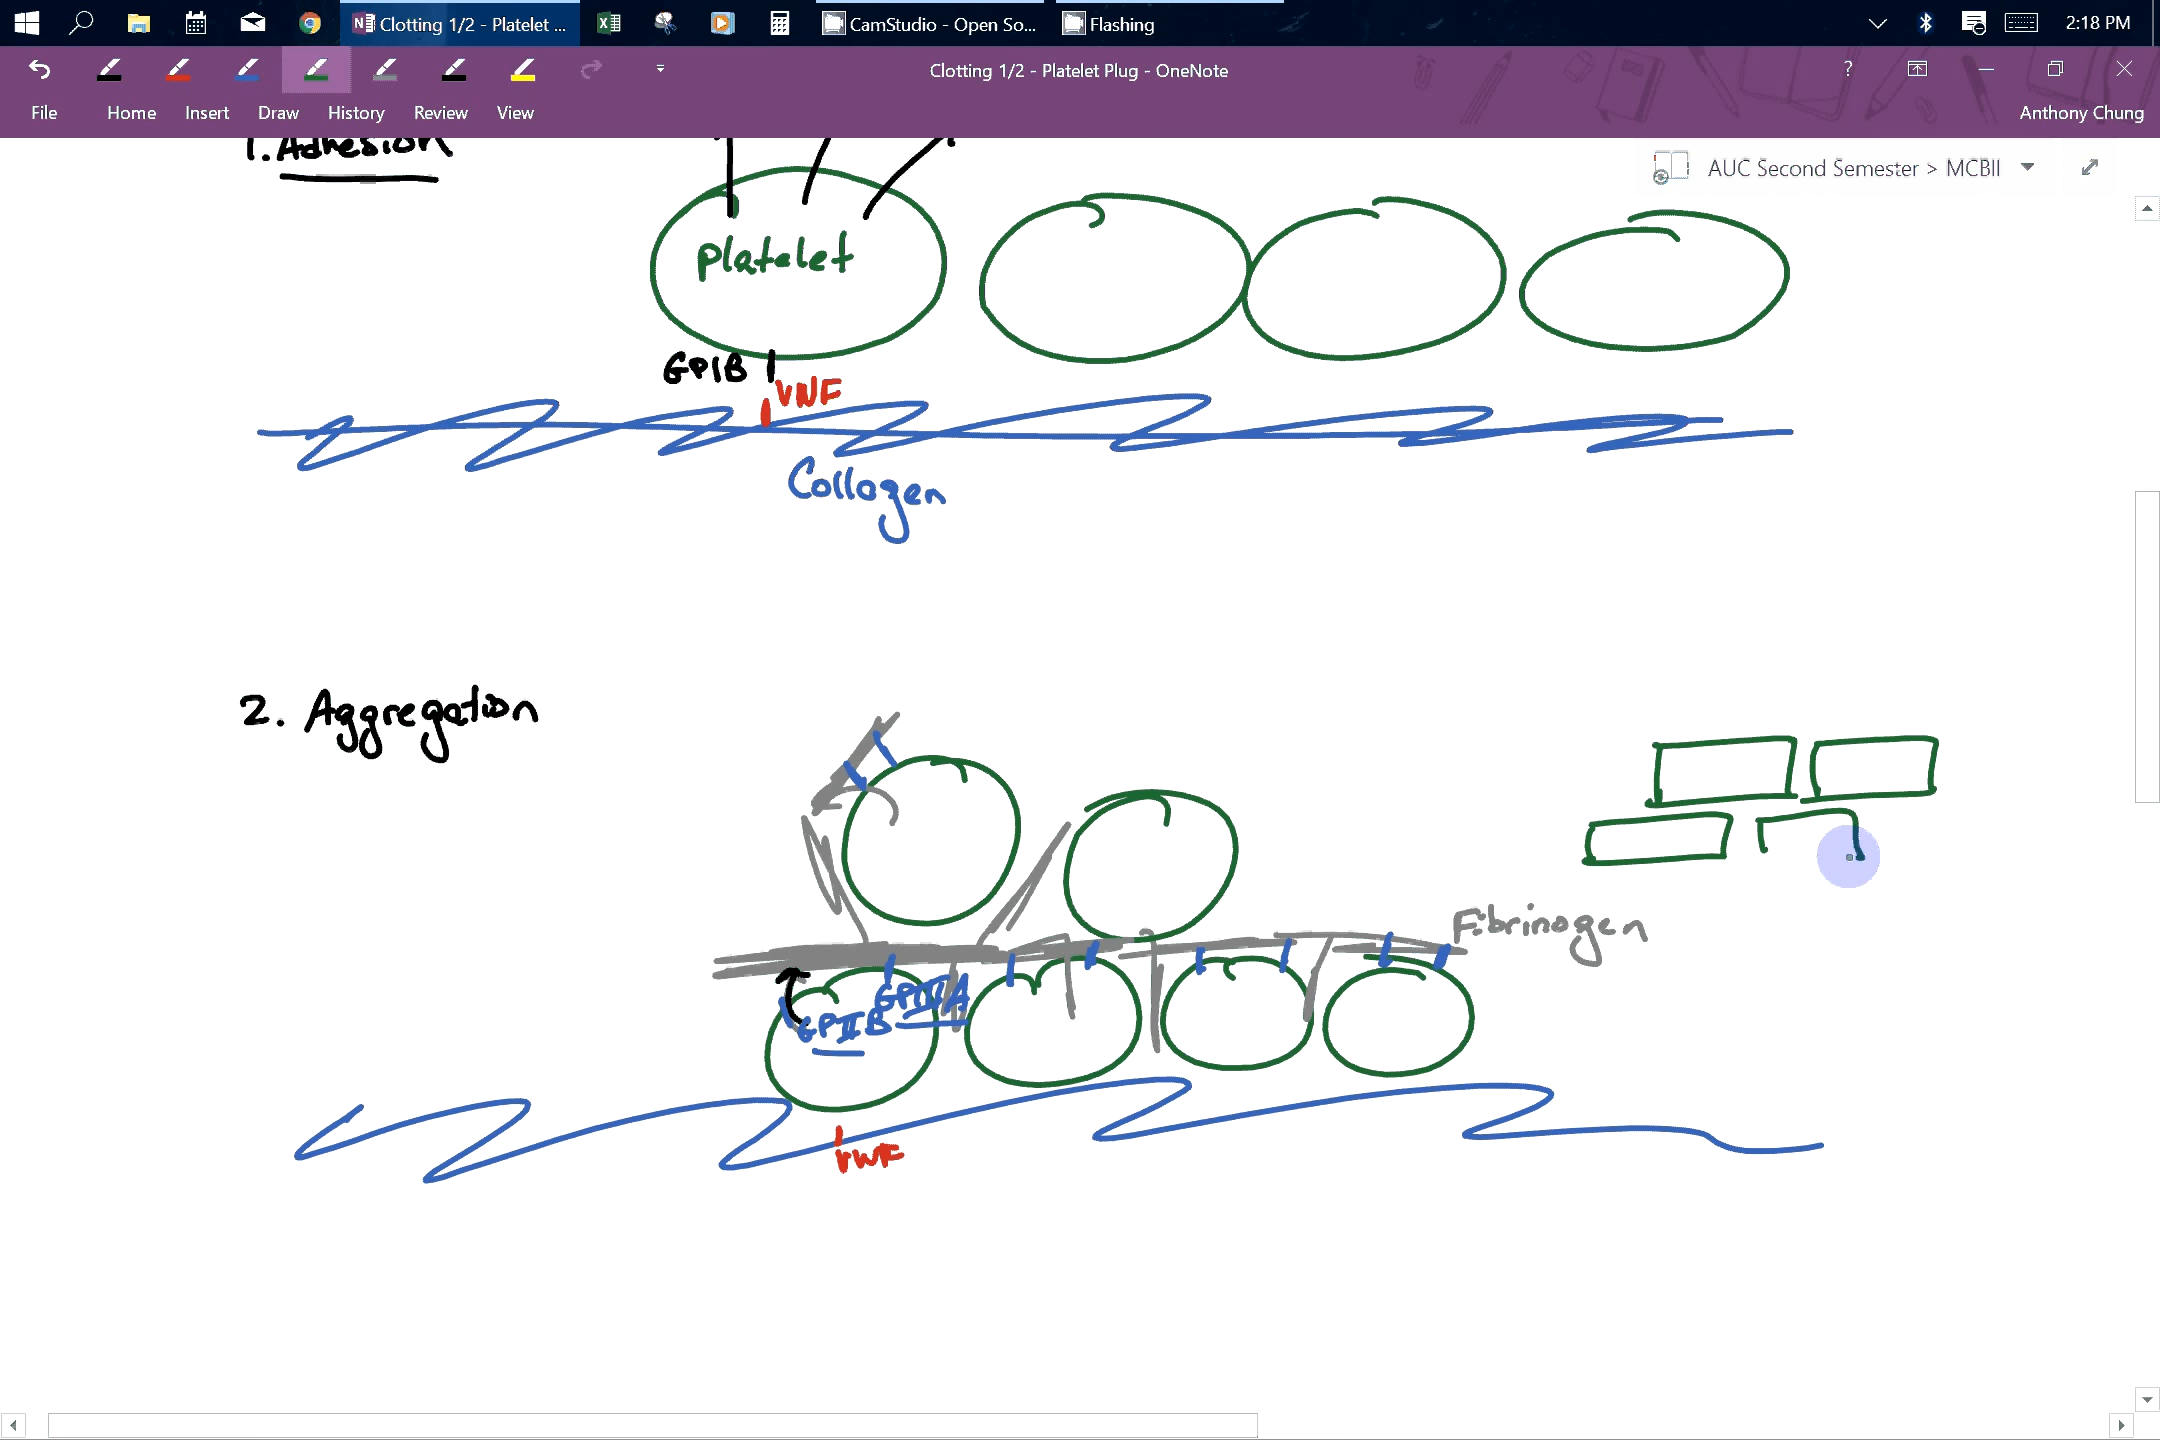 Clotting 1/2 - Platelet ...
CamStudio - Open So...
Flashing
2:18 PM
Clotting 1/2 - Platelet Plug - OneNote
?
File Home Insert Draw History Review View
Anthony Chung
AUC Second Semester > MCBII
1. Adhesion
Platelet
GPIB
VWF
Collagen
2. Aggregation
Fibrinogen
GPIIIA
GPIIB
VWF